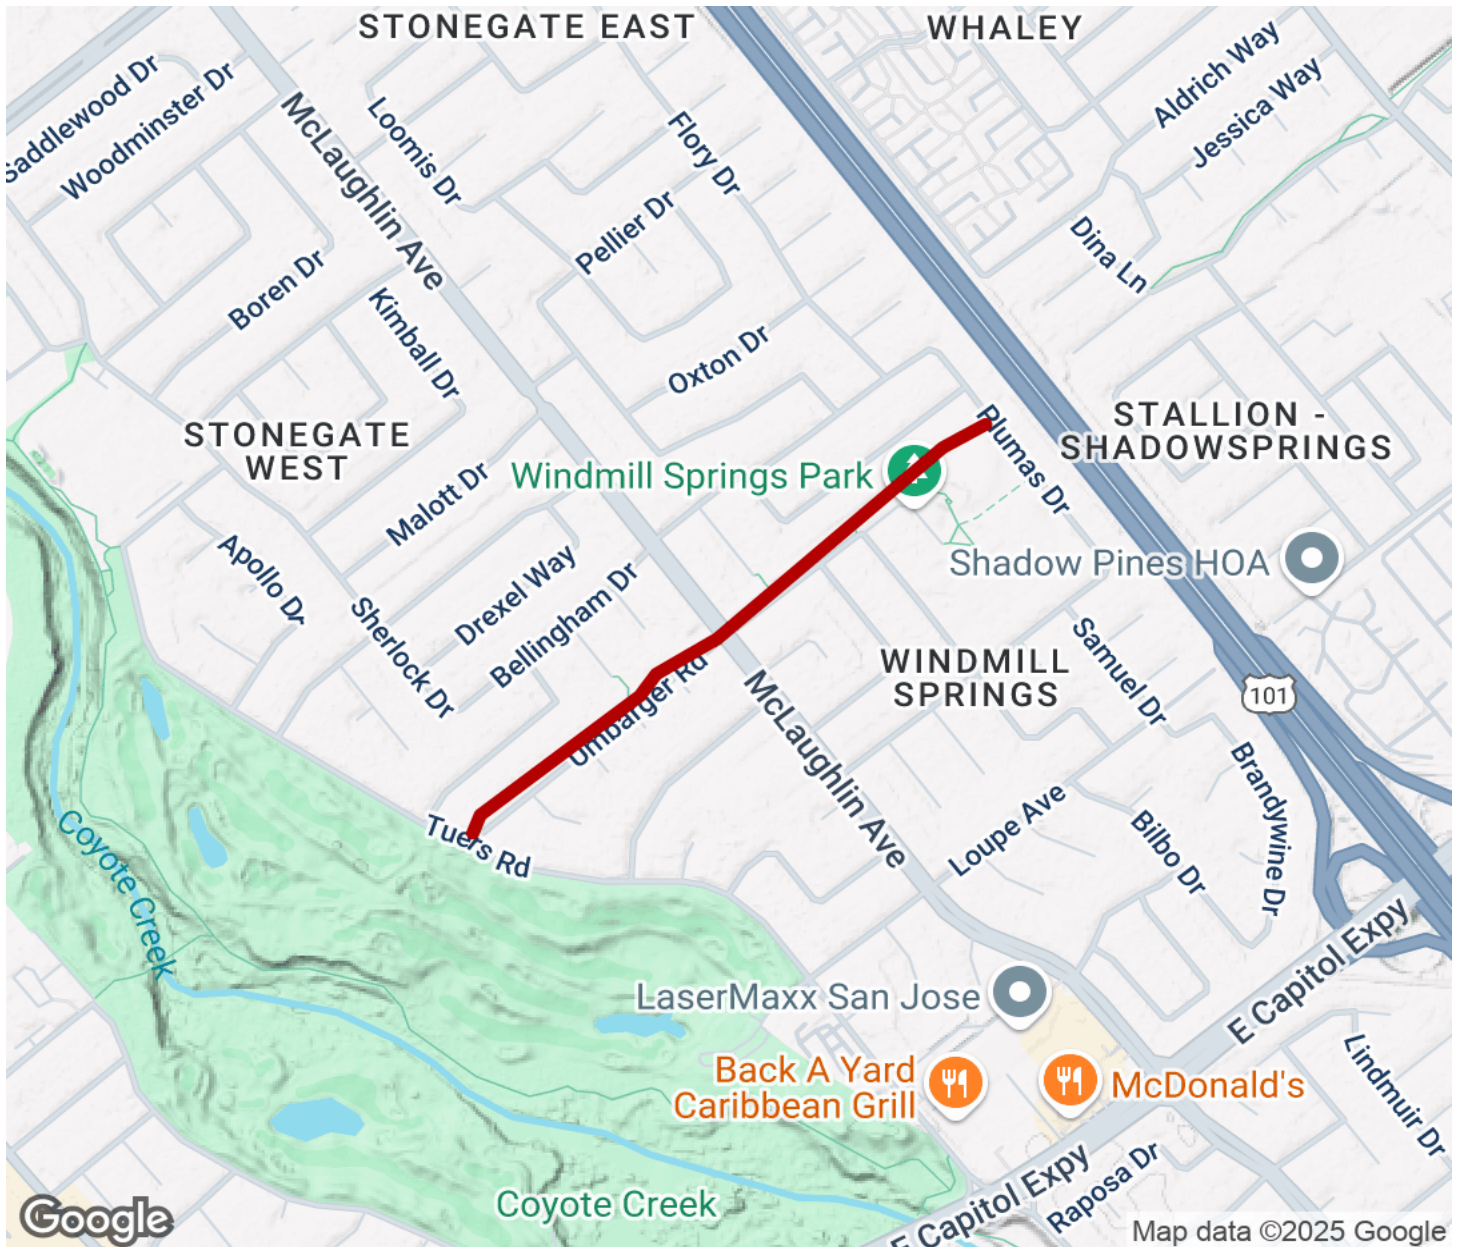 STONEGATE EAST
WHALEY
Saddlewood Dr
Woodminster Dr
McLaughlin Ave
Loomis Dr
Flory Dr
Aldrich Way
Jessica Way
Pellier Dr
Dina Ln
Boren Dr
Kimball Dr
Oxton Dr
STONEGATE
WEST
Malott Dr
Windmill Springs Park
Plumas Dr
STALLION -
SHADOWSPRINGS
Shadow Pines HOA
Apollo Dr
Sherlock Dr
Drexel Way
Bellingham Dr
Umbarger Rd
WINDMILL
SPRINGS
Samuel Dr
101
McLaughlin Ave
Brandywine Dr
Loupe Ave
Bilbo Dr
Tuers Rd
Coyote Creek
E Capitol Expy
LaserMaxx San Jose
Back A Yard
Caribbean Grill
McDonald's
Lindmuir Dr
Raposa Dr
E Capitol Expy
Coyote Creek
Google
Map data ©2025 Google